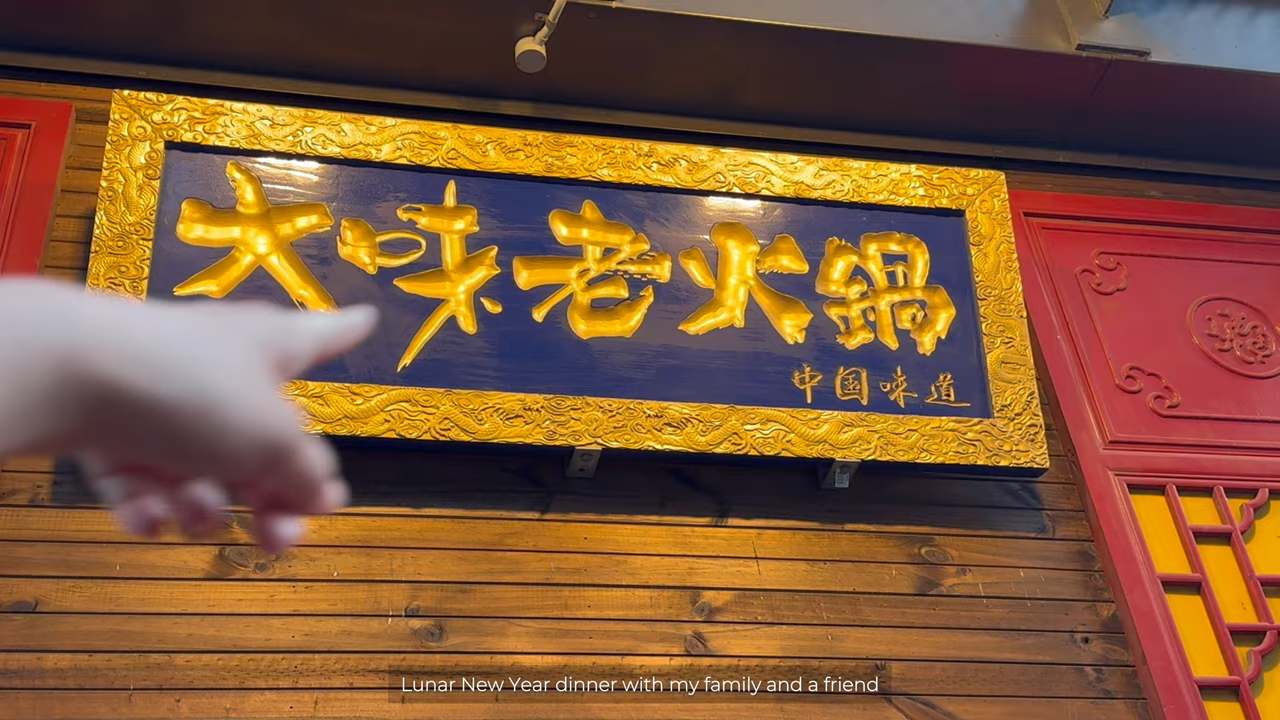 大味老火鍋
中国味道
Lunar New Year dinner with my family and a friend